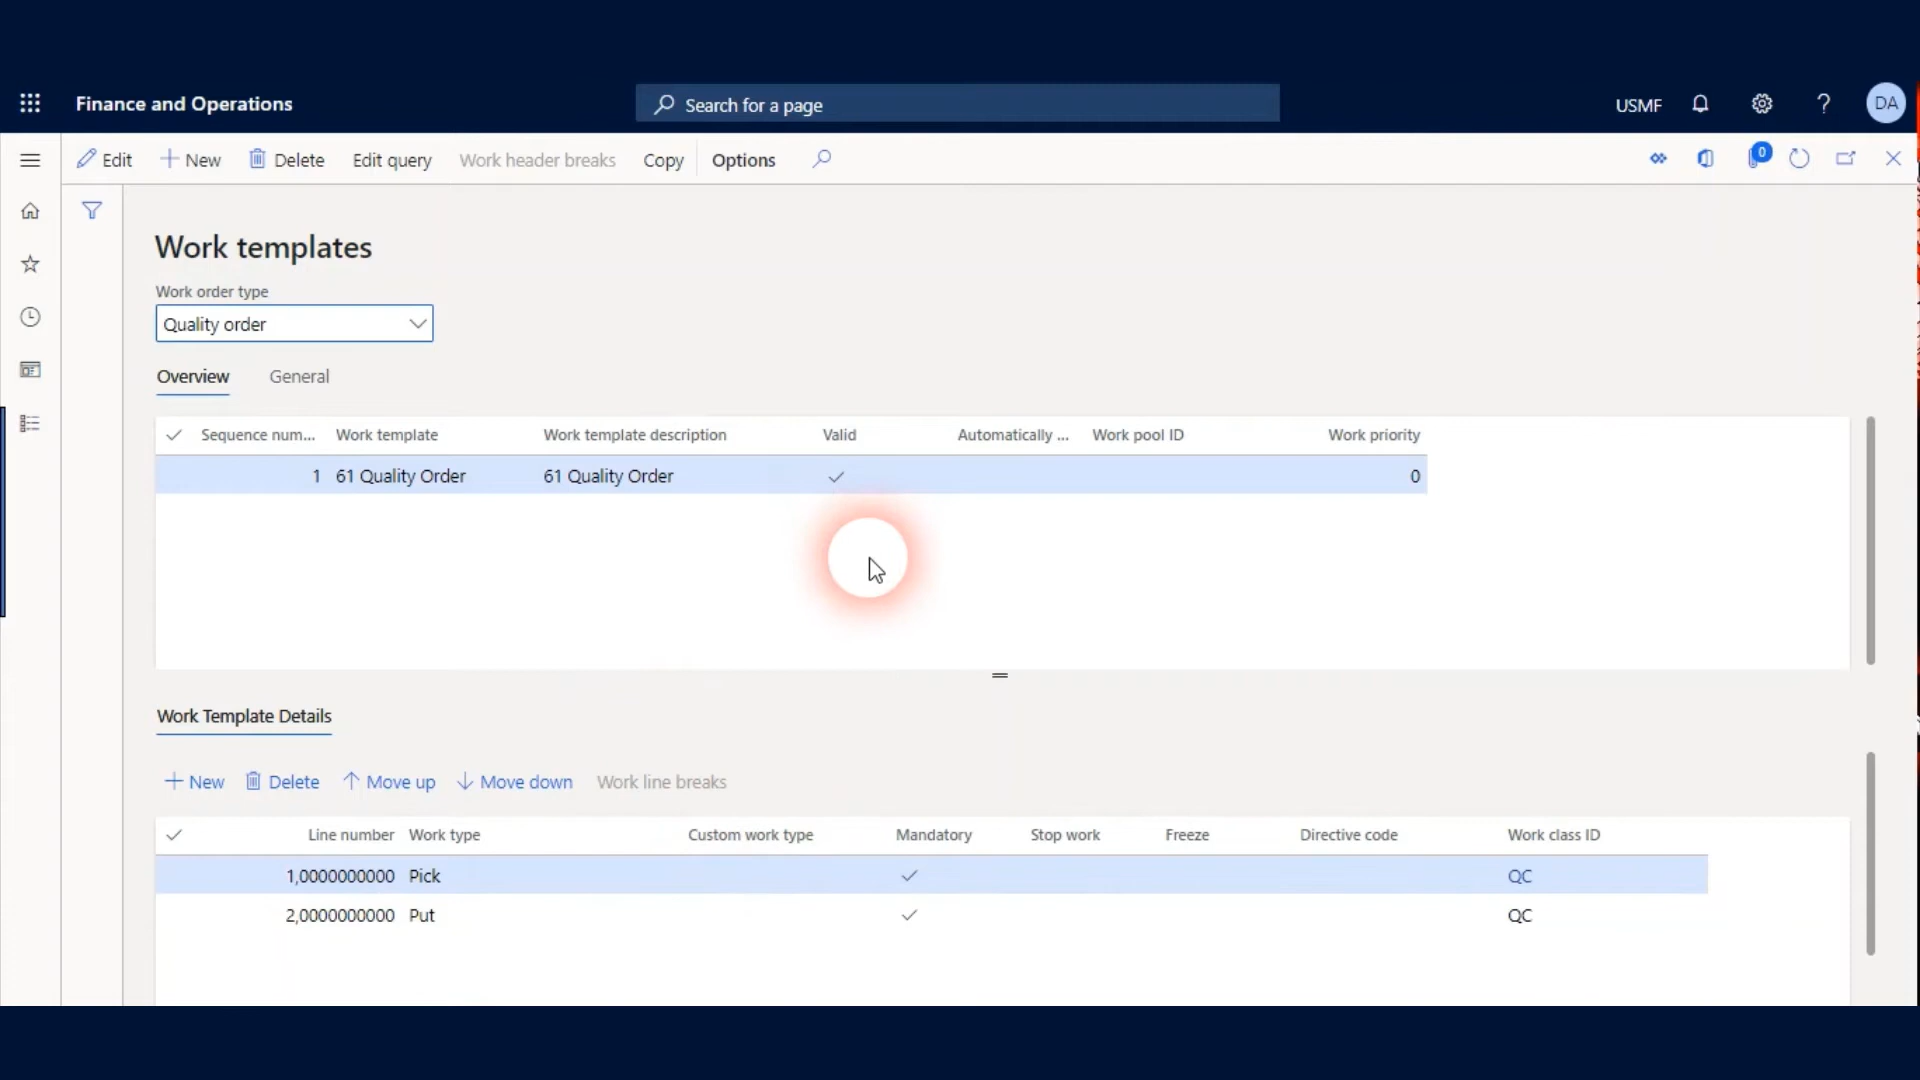 Finance and Operations
Search for a page
USMF
DA
Edit
New
Delete
Edit query
Work header breaks
Copy
Options
0
Work templates
Work order type
Quality order
Overview
General
Sequence num... Work template Work template description Valid Automatically ... Work pool ID Work priority
1 61 Quality Order 61 Quality Order 0
Work Template Details
New Delete Move up Move down Work line breaks
Line number Work type Custom work type Mandatory Stop work Freeze Directive code Work class ID
1,0000000000 Pick QC
2,0000000000 Put QC